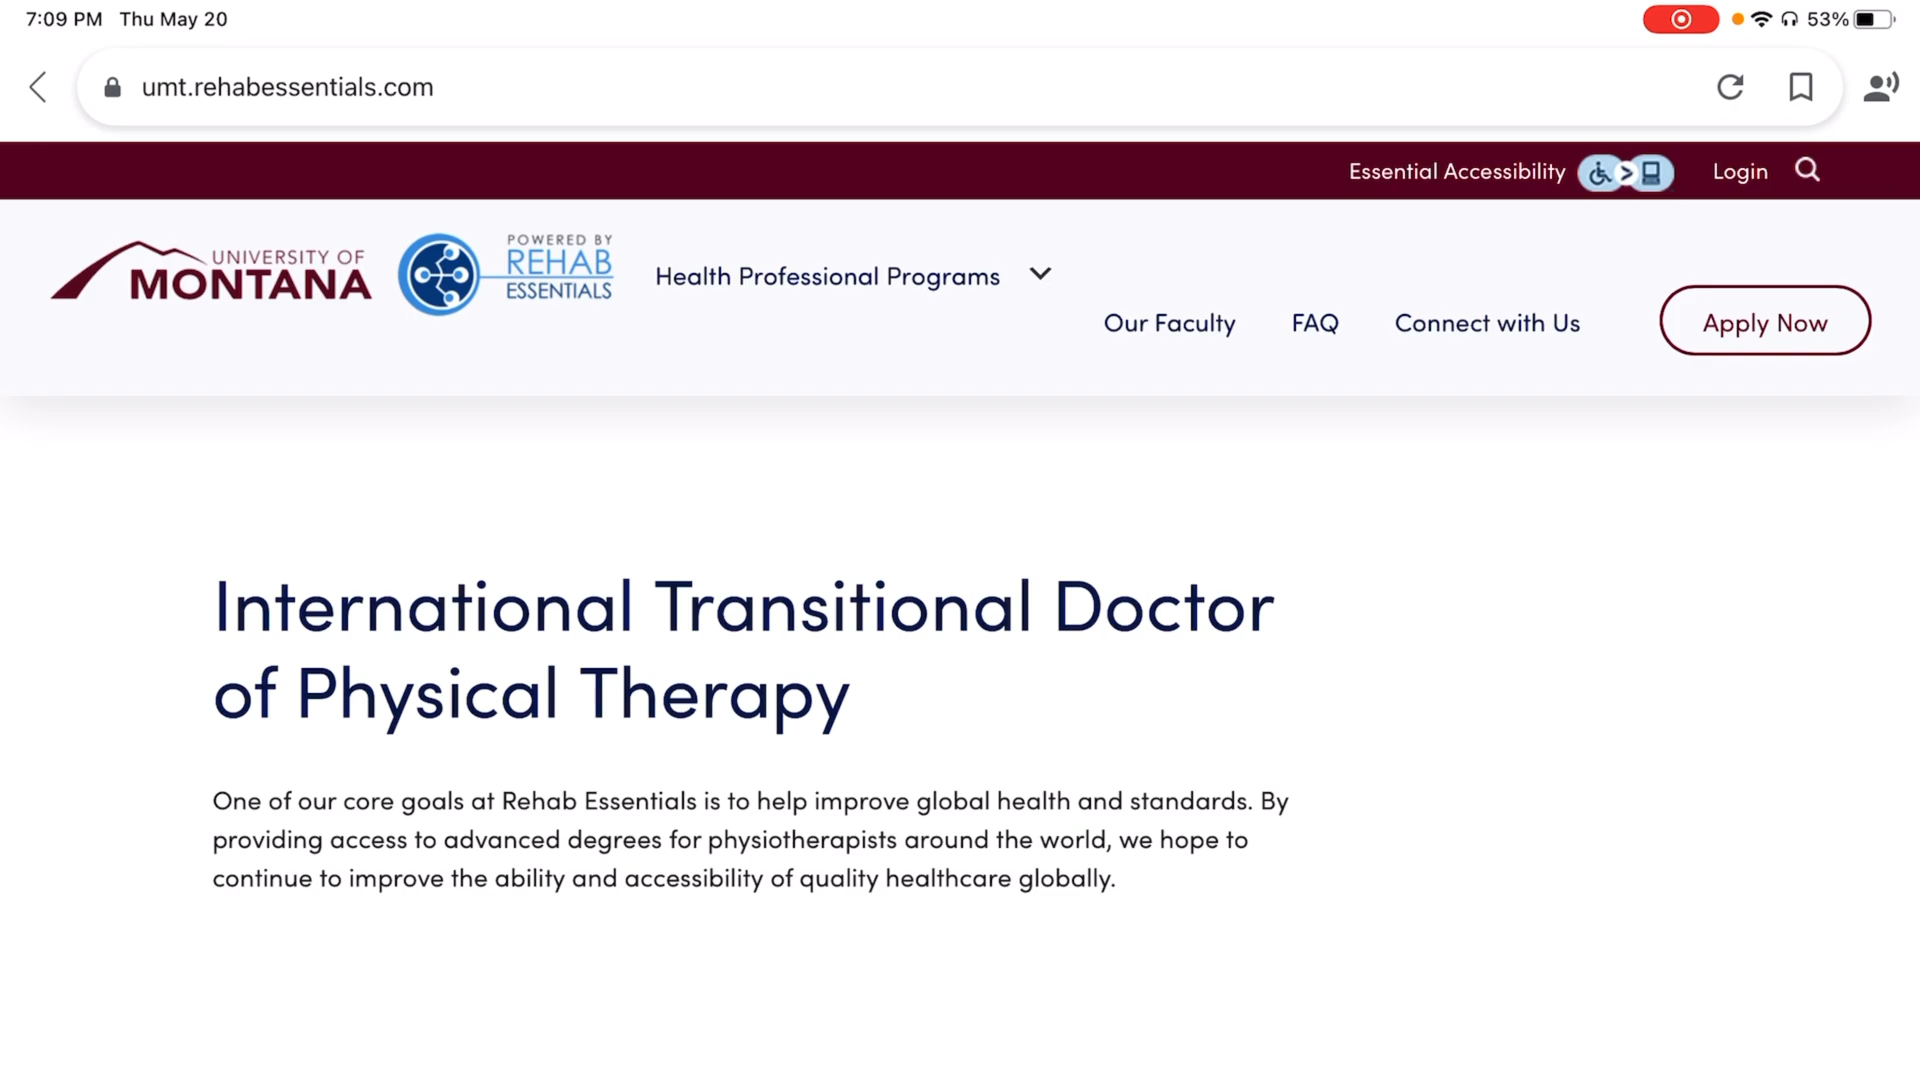 7:09 PM Thu May 20
53%
umt.rehabessentials.com
Essential Accessibility
Login
UNIVERSITY OF
MONTANA
POWERED BY
REHAB
ESSENTIALS
Health Professional Programs
Our Faculty
FAQ
Connect with Us
Apply Now
International Transitional Doctor
of Physical Therapy
One of our core goals at Rehab Essentials is to help improve global health and standards. By
providing access to advanced degrees for physiotherapists around the world, we hope to
continue to improve the ability and accessibility of quality healthcare globally.